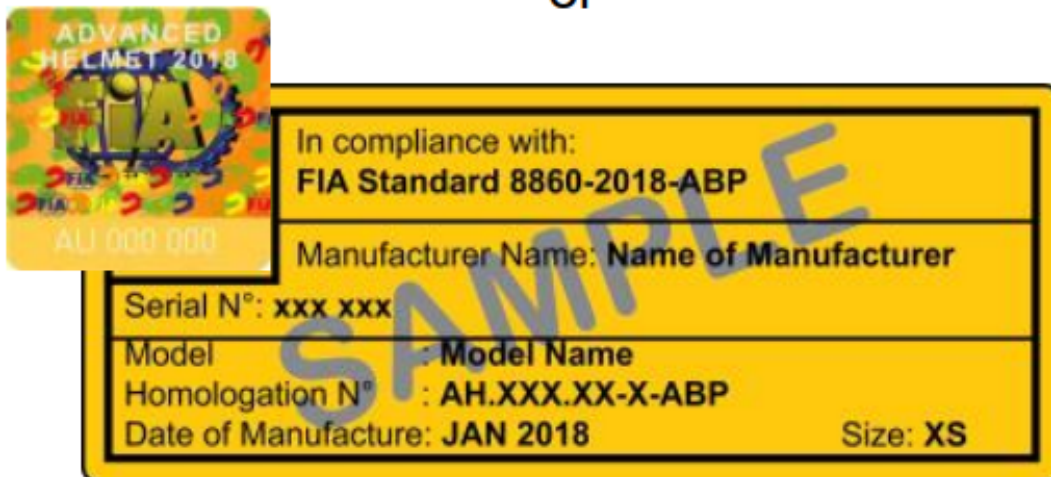 or
ADVANCED
HELMET 2018
FIA
AU 000 000
In compliance with:
FIA Standard 8860-2018-ABP
Manufacturer Name: Name of Manufacturer
Serial N°: xxx xxx
Model : Model Name
Homologation N° : AH.XXX.XX-X-ABP
Date of Manufacture: JAN 2018 Size: XS
SAMPLE